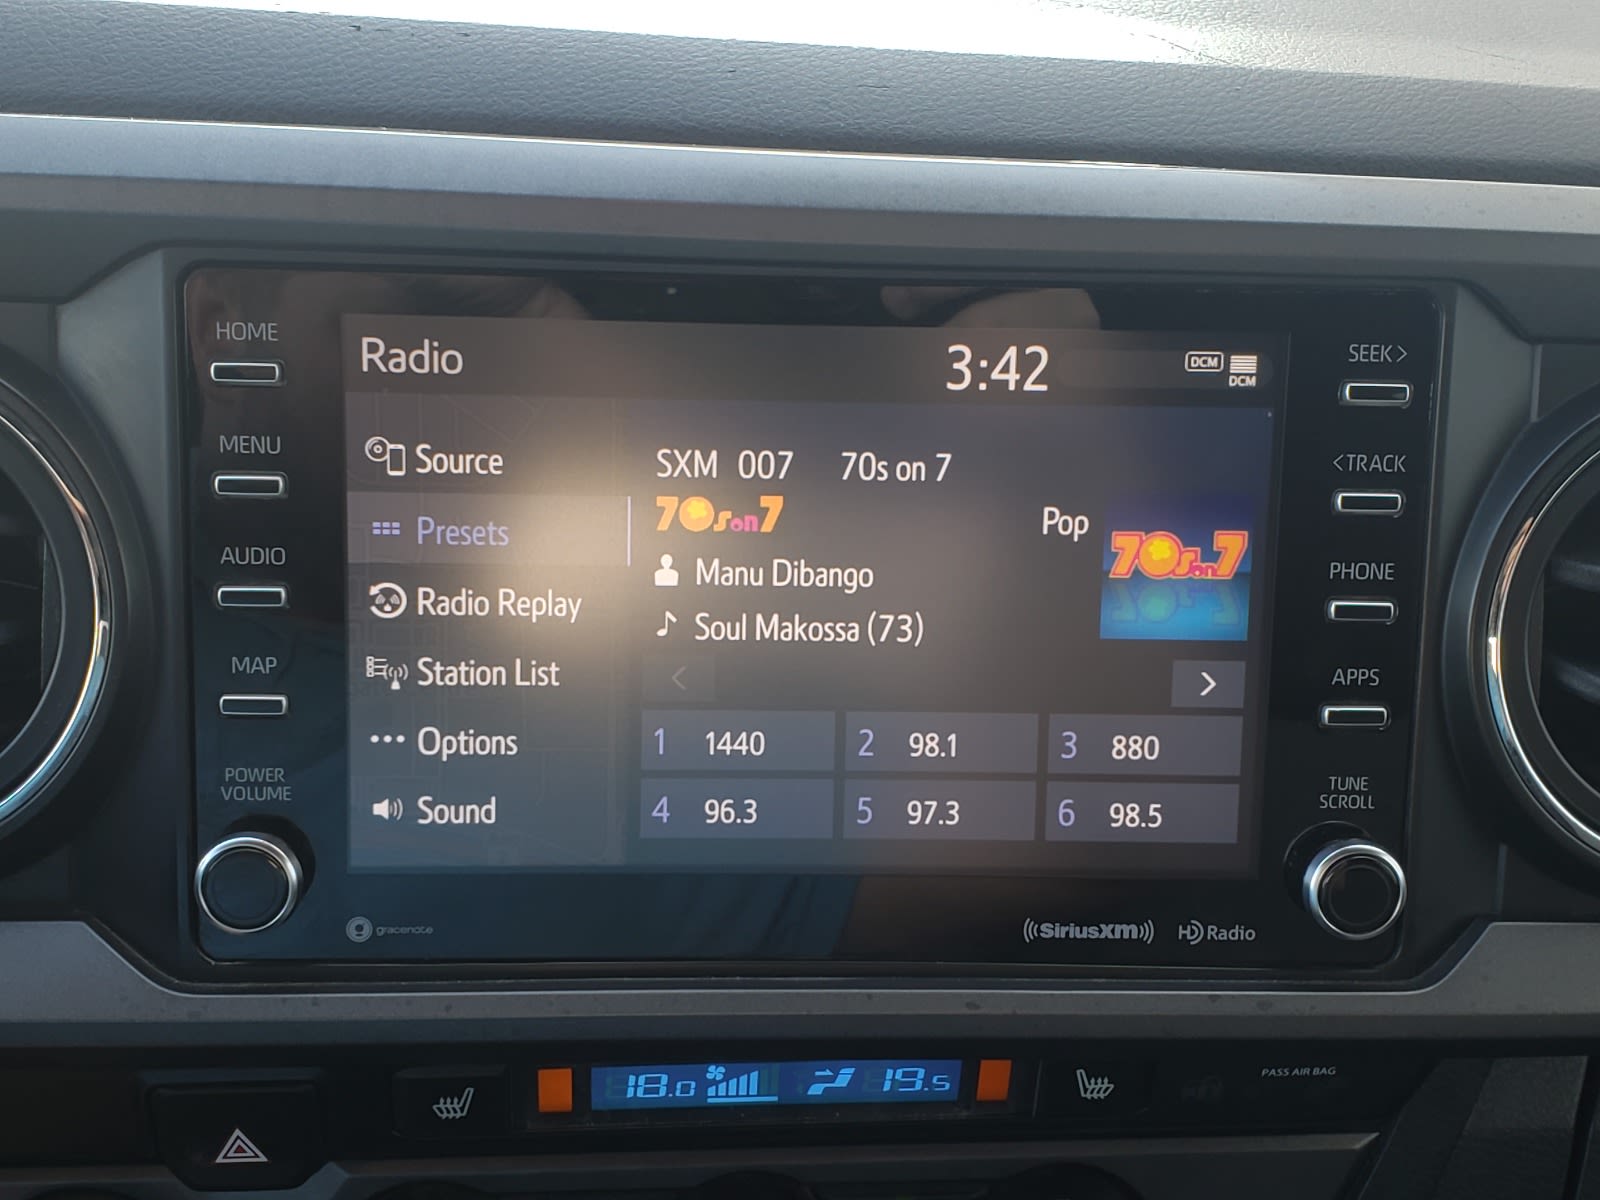 HOME
MENU
AUDIO
MAP
POWER
VOLUME
Radio
3:42
DCM
DCM
Source
Presets
Radio Replay
Station List
Options
Sound
SXM 007 70s on 7
70s on 7
Pop
70s on 7
Manu Dibango
Soul Makossa (73)
<
>
1 1440
2 98.1
3 880
4 96.3
5 97.3
6 98.5
SEEK>
<TRACK
PHONE
APPS
TUNE
SCROLL
gracenote
((SiriusXM))
HD Radio
18.0
19.5
PASS AIR BAG